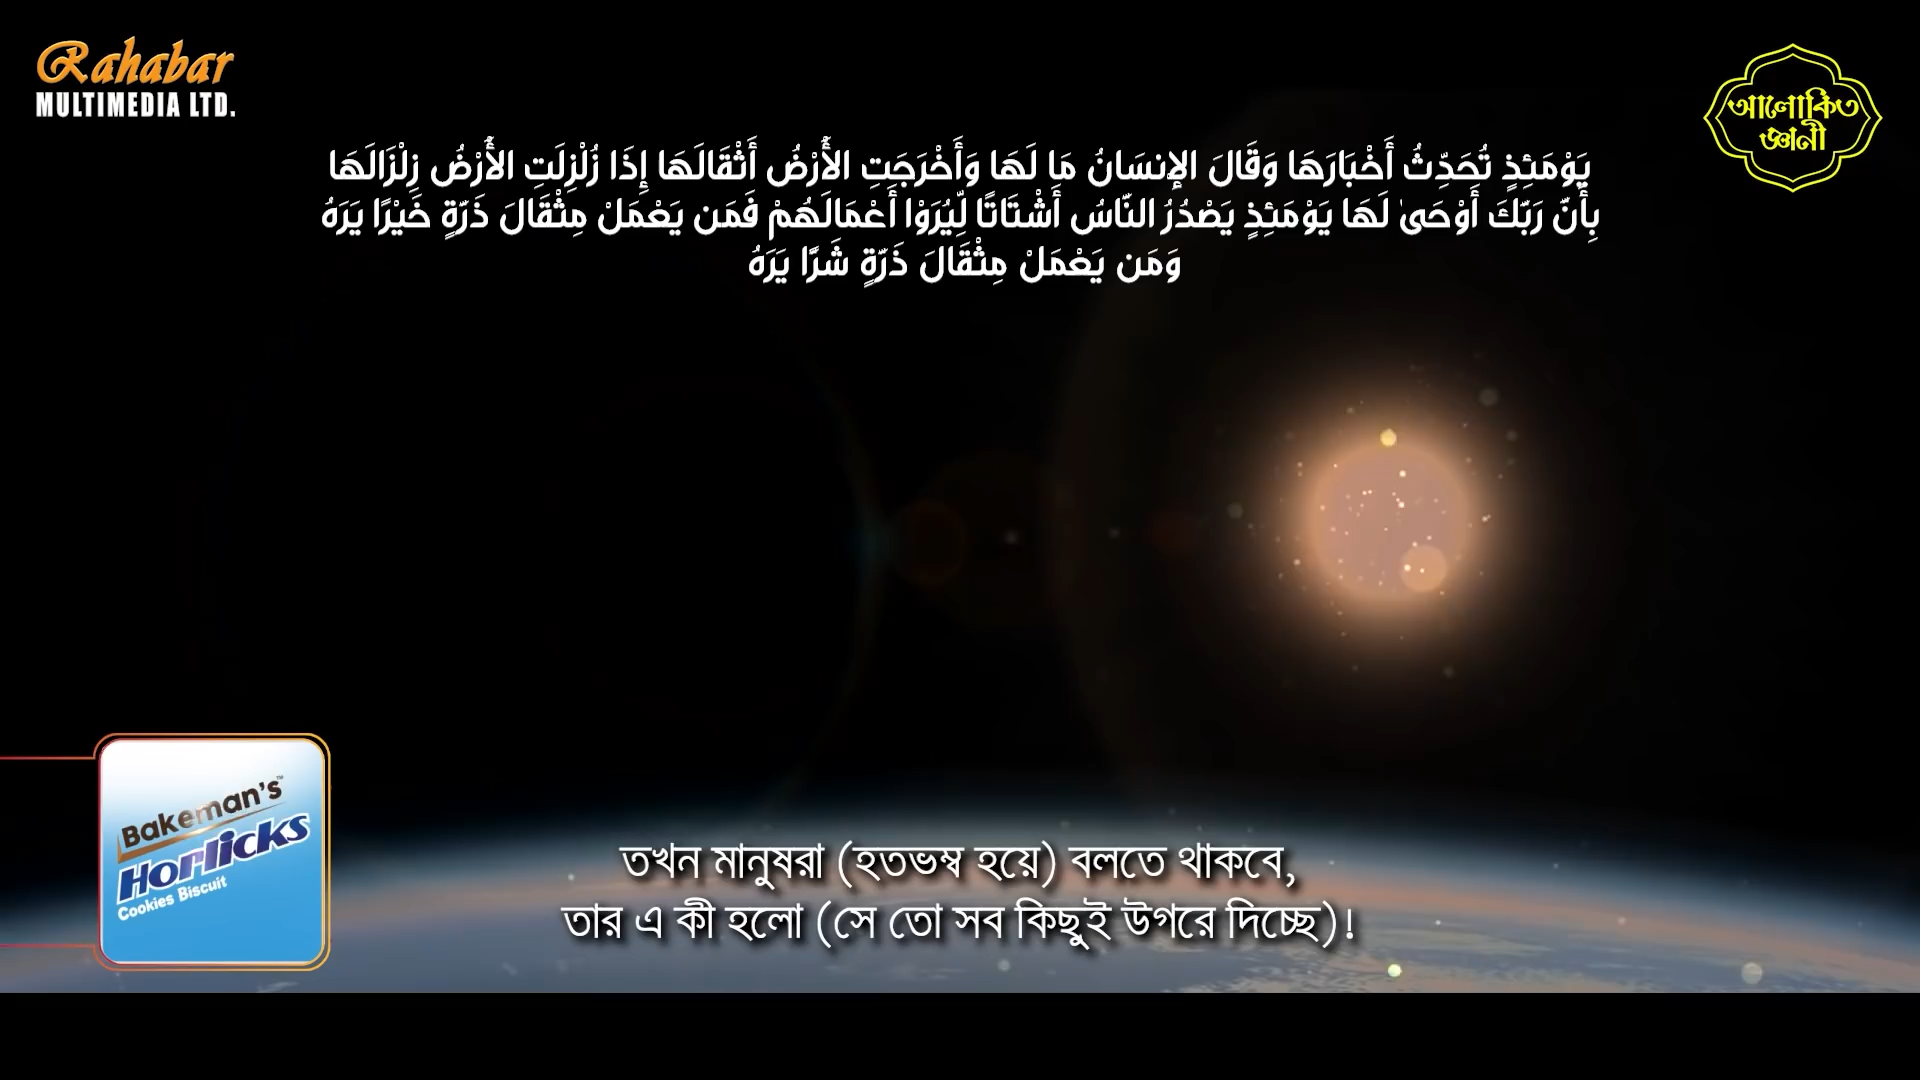 Rahabar
MULTIMEDIA LTD.
আলোকিত
জ্ঞানী
يَوْمَئِذٍ تُحَدِّثُ أَخْبَارَهَا وَقَالَ الإِنسَانُ مَا لَهَا وَأَخْرَجَتِ الأَرْضُ أَثْقَالَهَا إِذَا زُلْزِلَتِ الأَرْضُ زِلْزَالَهَا
بِأَنَّ رَبَّكَ أَوْحَىٰ لَهَا يَوْمَئِذٍ يَصْدُرُ النَّاسُ أَشْتَاتًا لِّيُرَوْا أَعْمَالَهُمْ فَمَن يَعْمَلْ مِثْقَالَ ذَرَّةٍ خَيْرًا يَرَهُ
وَمَن يَعْمَلْ مِثْقَالَ ذَرَّةٍ شَرًّا يَرَهُ
Bakeman's™
Horlicks
Cookies Biscuit
তখন মানুষরা (হতভম্ব হয়ে) বলতে থাকবে,
তার এ কী হলো (সে তো সব কিছুই উগরে দিচ্ছে)!